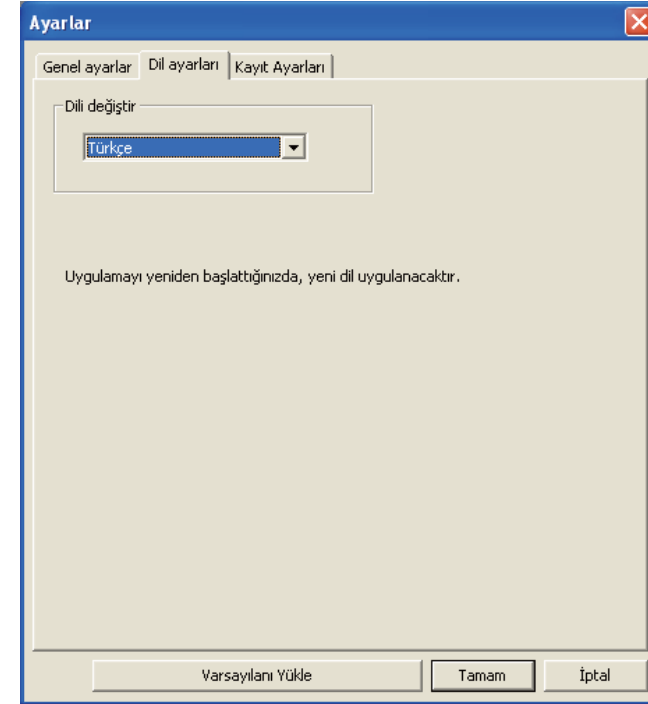 Ayarlar
Genel ayarlar Dil ayarları Kayıt Ayarları
Dili değiştir
Türkçe
Uygulamayı yeniden başlattığınızda, yeni dil uygulanacaktır.
Varsayılanı Yükle Tamam İptal